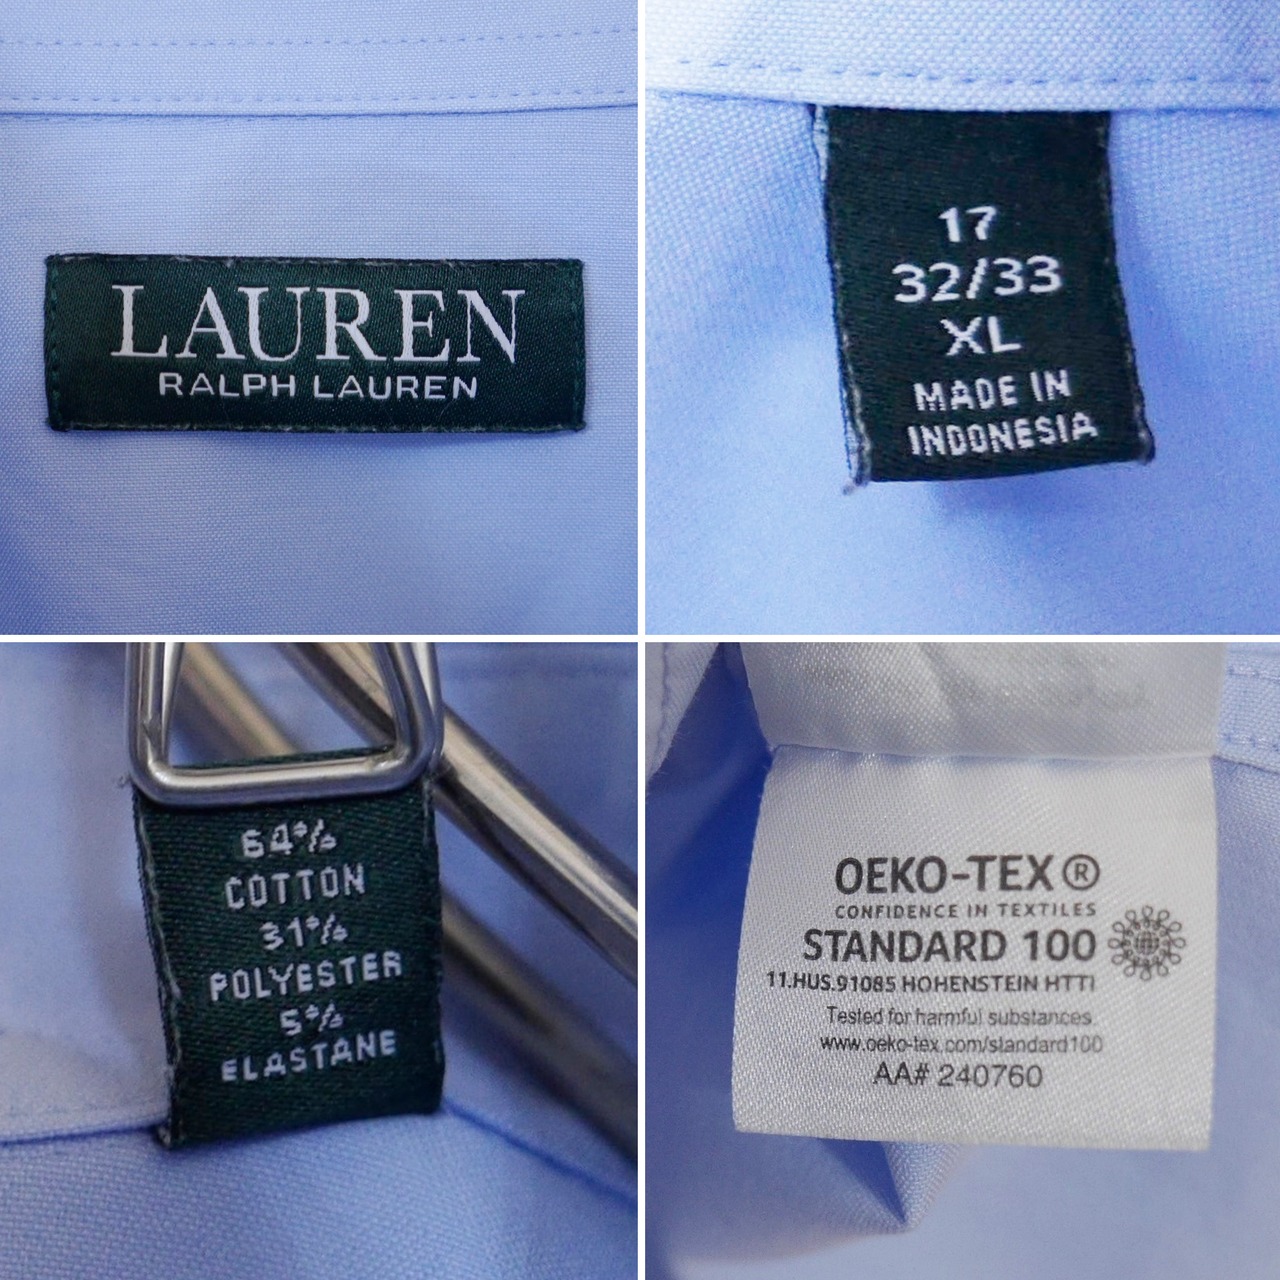 LAUREN
RALPH LAUREN
17
32/33
XL
MADE IN
INDONESIA
64%
COTTON
31%
POLYESTER
5%
ELASTANE
OEKO-TEX®
CONFIDENCE IN TEXTILES
STANDARD 100
11.HUS.91085 HOHENSTEIN HTTI
Tested for harmful substances
www.oeko-tex.com/standard100
AA# 240760